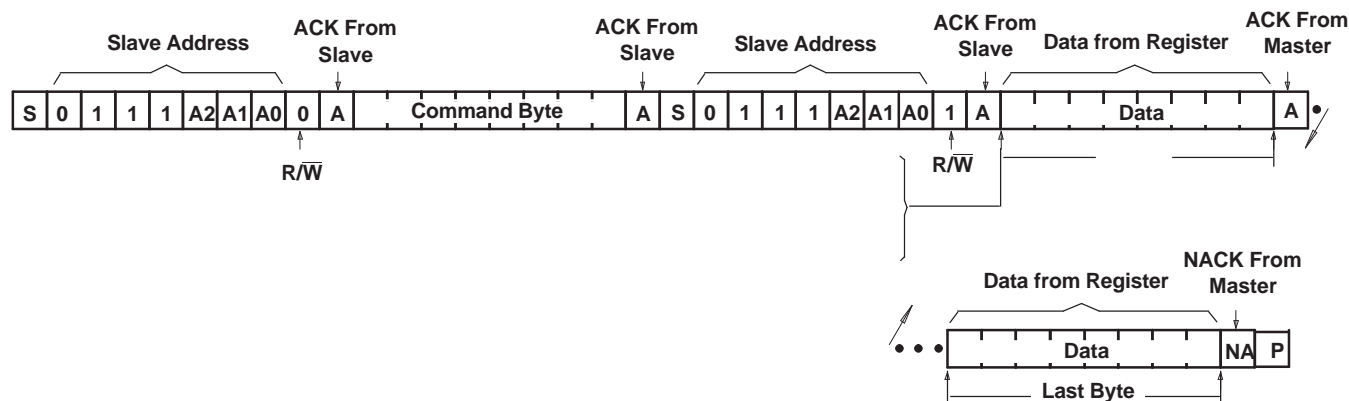 Slave Address
ACK From
Slave
ACK From
Slave
Slave Address
ACK From
Slave
Data from Register
ACK From
Master
S 0 1 1 1 A2 A1 A0 0 A Command Byte A S 0 1 1 1 A2 A1 A0 1 A Data A
R/W̅
R/W̅
Data from Register
NACK From
Master
Data NA P
Last Byte